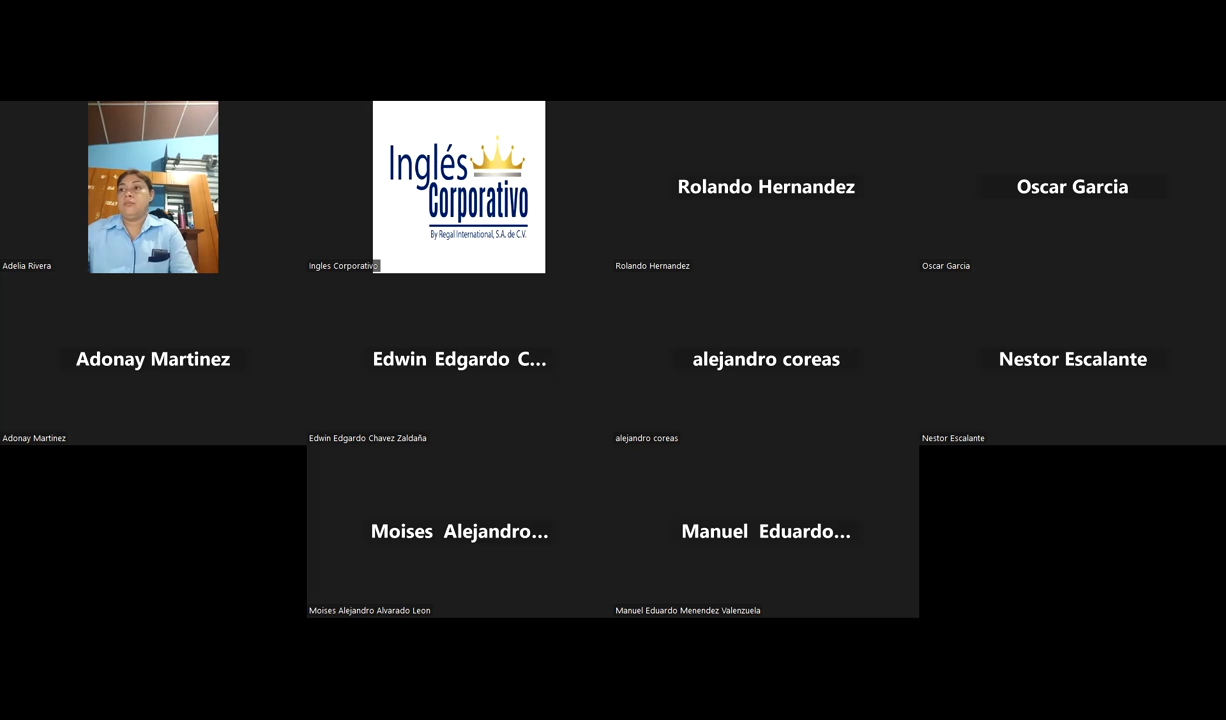 Inglés
Corporativo
By Regal International, S.A. de C.V.
Rolando Hernandez
Oscar Garcia
Adelia Rivera
Ingles Corporativo
Rolando Hernandez
Oscar Garcia
Adonay Martinez
Edwin Edgardo C...
alejandro coreas
Nestor Escalante
Adonay Martinez
Edwin Edgardo Chavez Zaldaña
alejandro coreas
Nestor Escalante
Moises Alejandro...
Manuel Eduardo...
Moises Alejandro Alvarado Leon
Manuel Eduardo Menendez Valenzuela